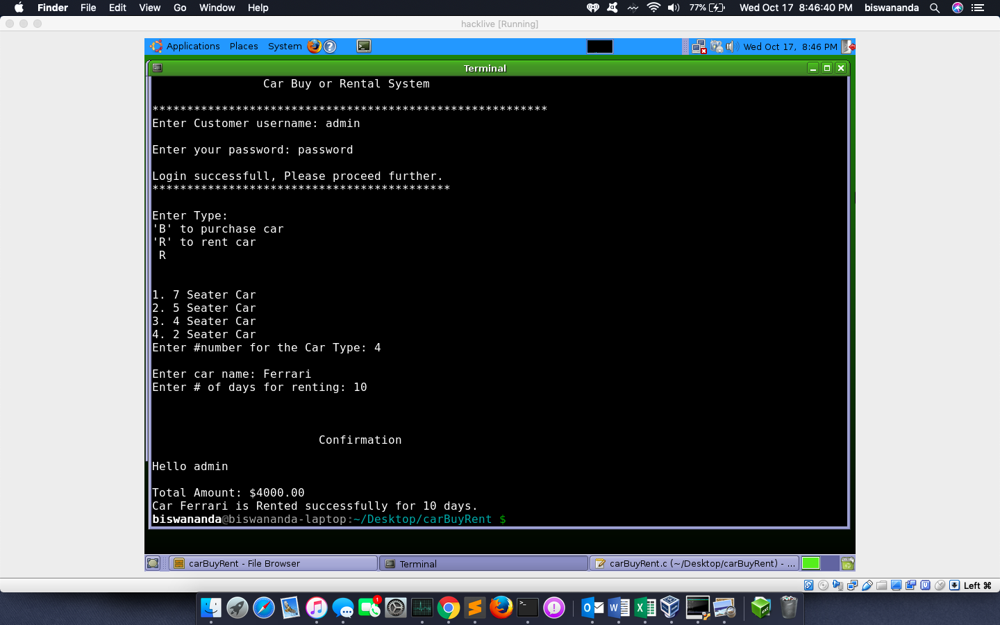 Finder File Edit View Go Window Help 77% Wed Oct 17 8:46:40 PM biswananda
hacklive [Running]
Applications Places System Wed Oct 17, 8:46 PM
Terminal
Car Buy or Rental System
*********************************************************
Enter Customer username: admin
Enter your password: password
Login successfull, Please proceed further.
*******************************************
Enter Type:
'B' to purchase car
'R' to rent car
R
1. 7 Seater Car
2. 5 Seater Car
3. 4 Seater Car
4. 2 Seater Car
Enter #number for the Car Type: 4
Enter car name: Ferrari
Enter # of days for renting: 10
Confirmation
Hello admin
Total Amount: $4000.00
Car Ferrari is Rented successfully for 10 days.
biswananda@biswananda-laptop:~/Desktop/carBuyRent $
carBuyRent - File Browser Terminal carBuyRent.c (~/Desktop/carBuyRent) - ...
Left ⌘
1